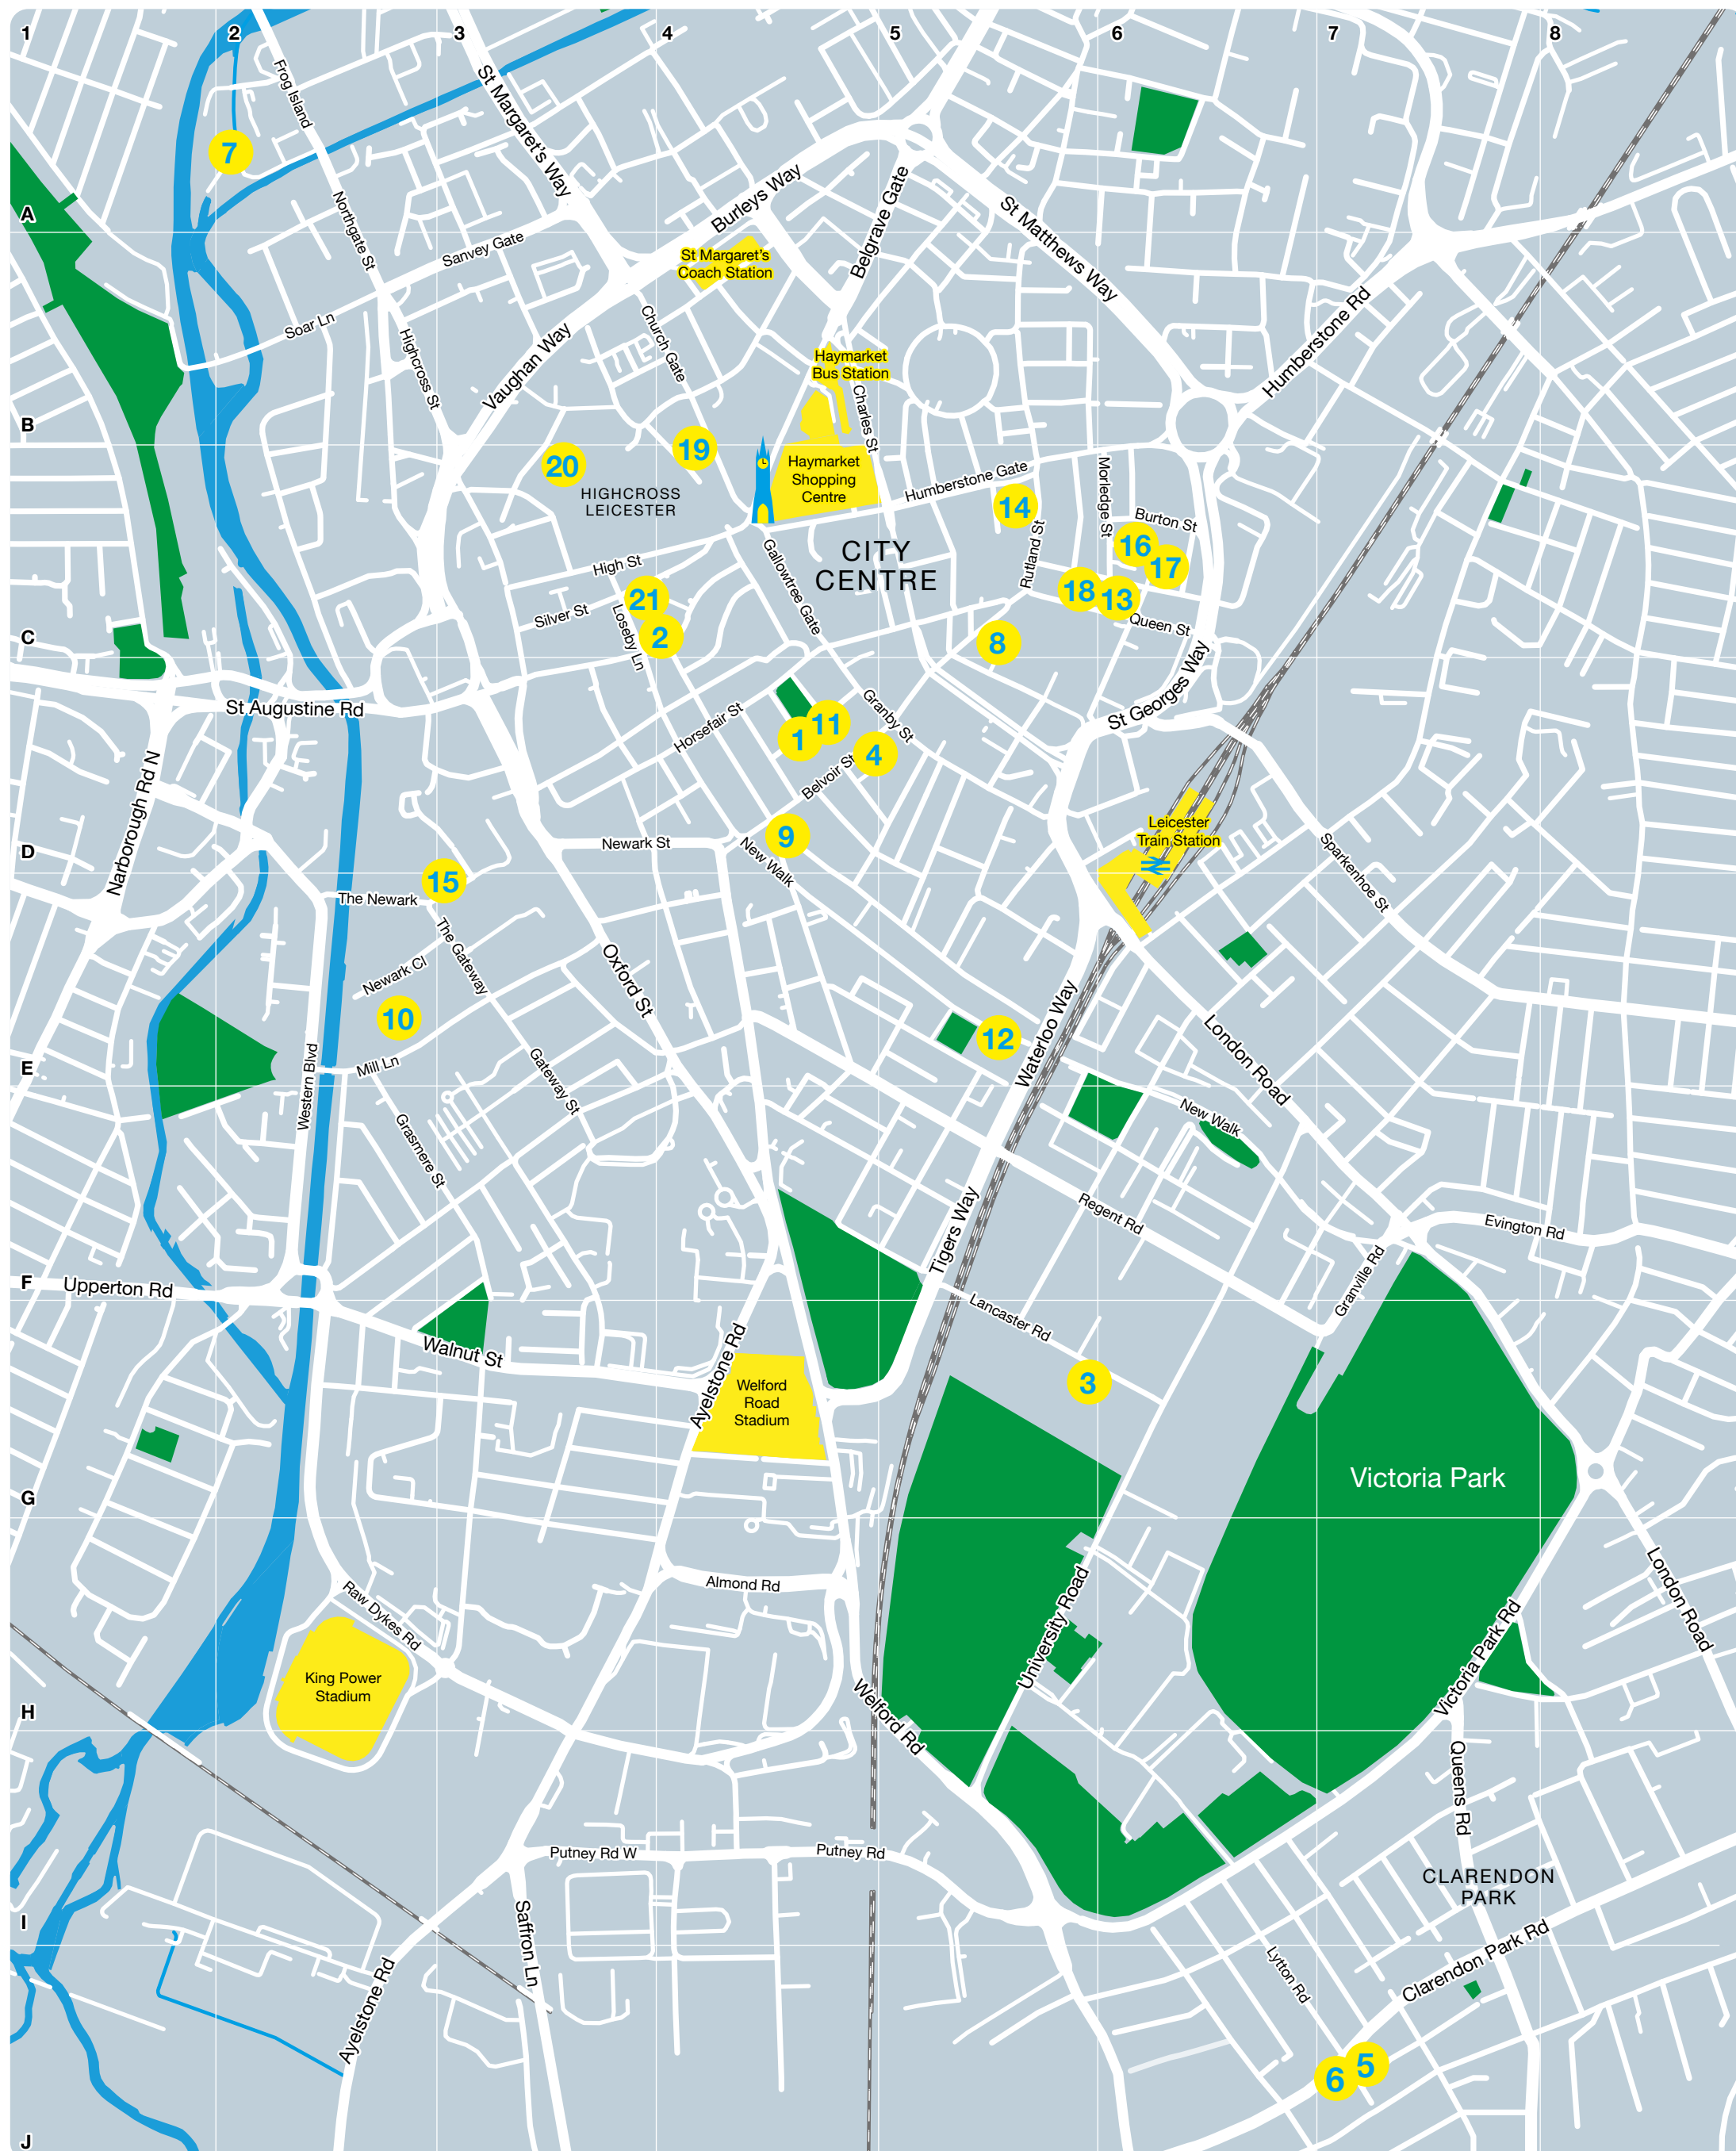 1
2
3
4
5
6
7
8
Frog Island
St Margaret's Way
7
A
Northgate St
Sanvey Gate
Burleys Way
Belgrave Gate
St Matthews Way
St Margaret's
Coach Station
Soar Ln
Highcross St
Vaughan Way
Church Gate
Haymarket
Bus Station
Charles St
Humberstone Rd
B
20
19
HIGHCROSS
LEICESTER
Haymarket
Shopping
Centre
Humberstone Gate
14
Morledge St
Burton St
16
17
CITY
CENTRE
High St
Gallowtree Gate
Rutland St
21
18
13
Silver St
Loseby Ln
2
Queen St
C
8
St Augustine Rd
Horsefair St
11
1
Granby St
4
St Georges Way
Belvoir St
Narborough Rd N
9
Leicester
Train Station
D
Newark St
New Walk
Sparkenhoe St
15
The Newark
The Gateway
Newark Cl
Oxford St
10
12
Waterloo Way
London Road
E
Mill Ln
Western Blvd
Gateway St
Grasmere St
New Walk
Regent Rd
Tigers Way
Evington Rd
Granville Rd
F
Upperton Rd
Lancaster Rd
Walnut St
Ayelstone Rd
3
Welford
Road
Stadium
Victoria Park
G
Almond Rd
Raw Dykes Rd
University Road
London Road
King Power
Stadium
Victoria Park Rd
H
Welford Rd
Queens Rd
Putney Rd W
Putney Rd
CLARENDON
PARK
I
Saffron Ln
Clarendon Park Rd
Lytton Rd
Ayelstone Rd
5
6
J